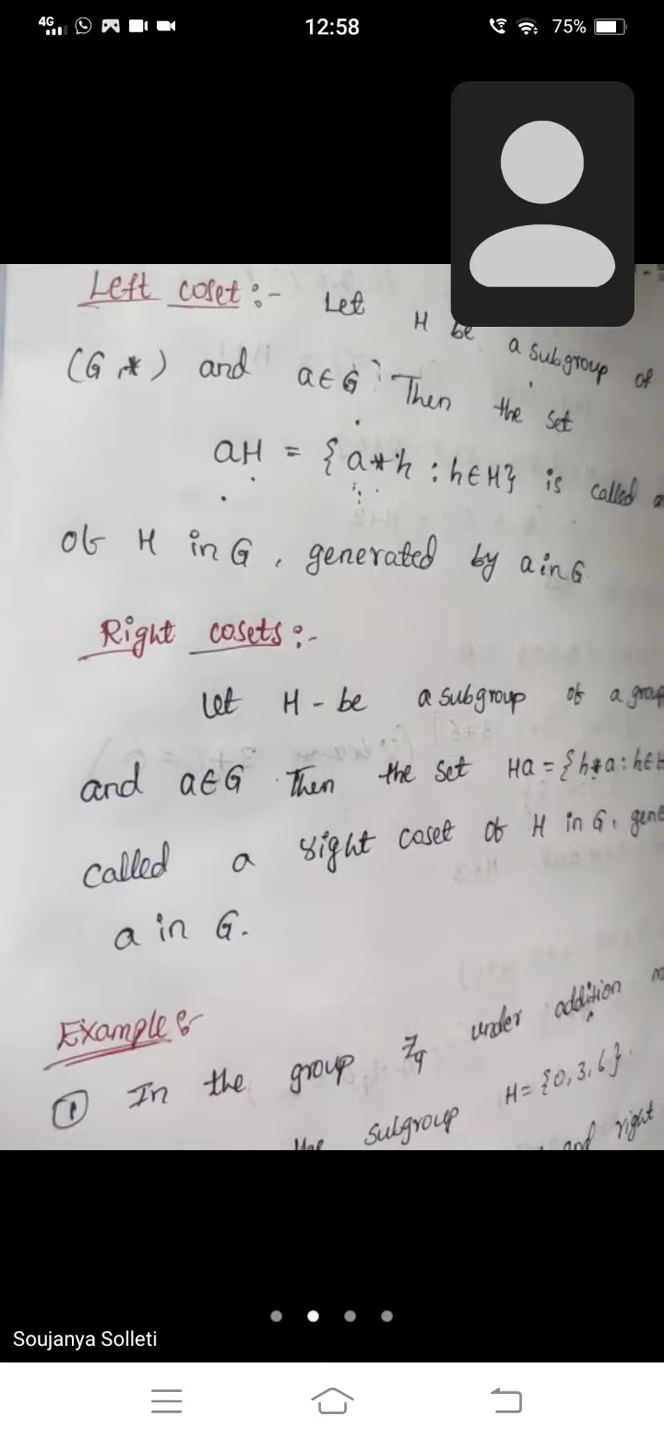 4G 12:58 75%
Left coset :- Let H be a subgroup of
(G,*) and a∈G. Then the set
aH = {a*h : h∈H} is called a
of H in G, generated by a in G
Right cosets :-
Let H - be a subgroup of a group
and a∈G. Then the set Ha = {h*a : h∈H
called a right coset of H in G, gene
a in G.
Example :-
① In the group Z9 under addition
subgroup H = {0,3,6}.
and right
Soujanya Solleti